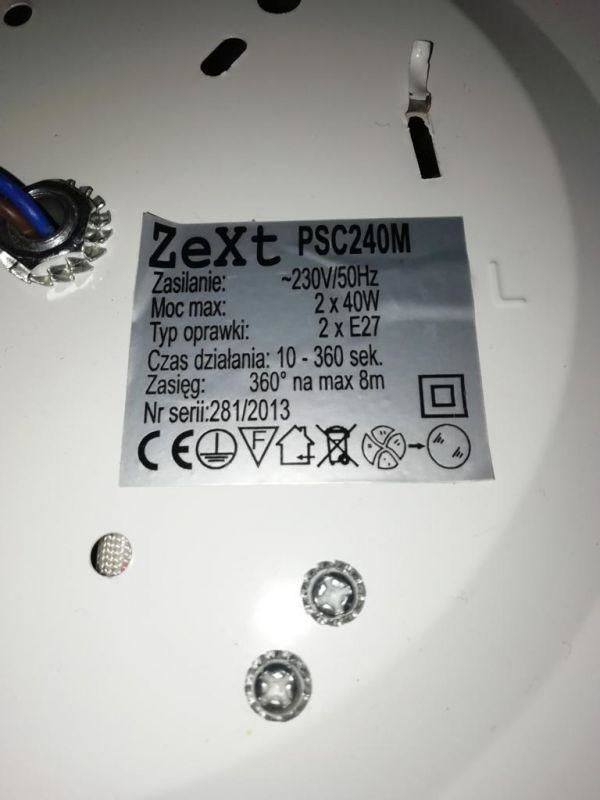 ZeXt PSC240M
Zasilanie: ~230V/50Hz
Moc max: 2 x 40W
Typ oprawki: 2 x E27
Czas działania: 10 - 360 sek.
Zasięg: 360° na max 8m
Nr serii:281/2013
CE F
L